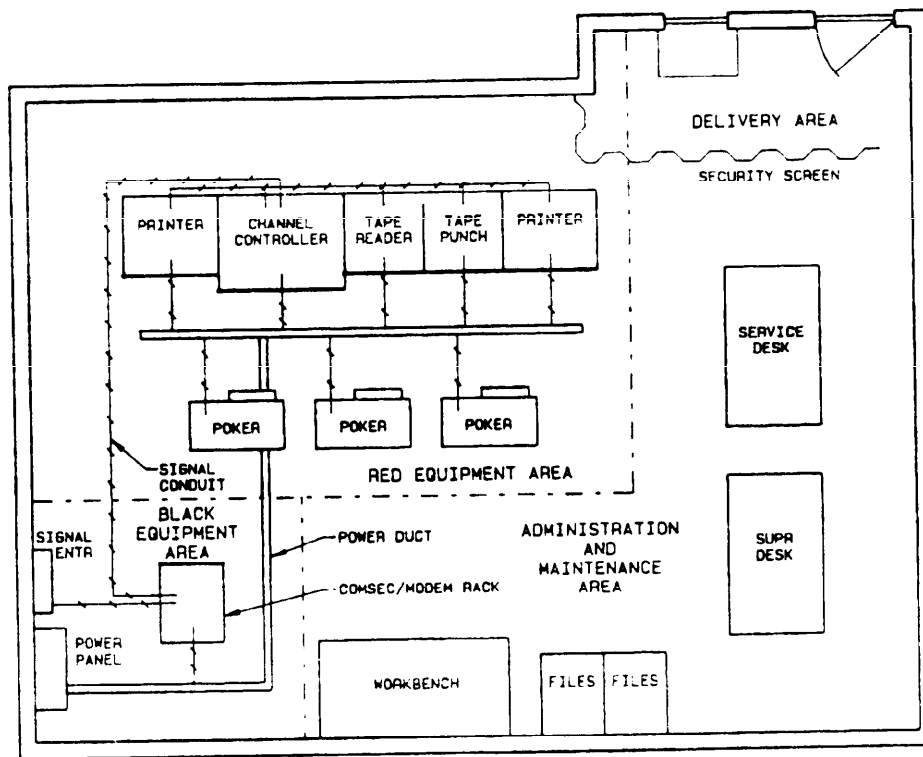 DELIVERY AREA
SECURITY SCREEN
PRINTER
CHANNEL
CONTROLLER
TAPE
READER
TAPE
PUNCH
PRINTER
SERVICE
DESK
POKER
POKER
POKER
SIGNAL
CONDUIT
RED EQUIPMENT AREA
BLACK
EQUIPMENT
AREA
SIGNAL
ENTR
POWER DUCT
ADMINISTRATION
AND
MAINTENANCE
AREA
SUPR
DESK
COMSEC/MODEM RACK
POWER
PANEL
WORKBENCH
FILES
FILES